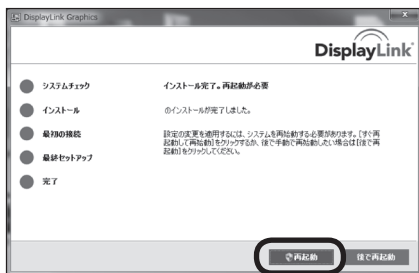 DisplayLink Graphics
DisplayLink
システムチェック
インストール
最初の接続
最終セットアップ
完了
インストール完了。再起動が必要
のインストールが完了しました。
設定の変更を適用するには、システムを再始動する必要があります。[すぐ再
起動して再始動]をクリックするか、後で手動で再始動したい場合は[後で再
起動]をクリックしてください。
再起動
後で再起動